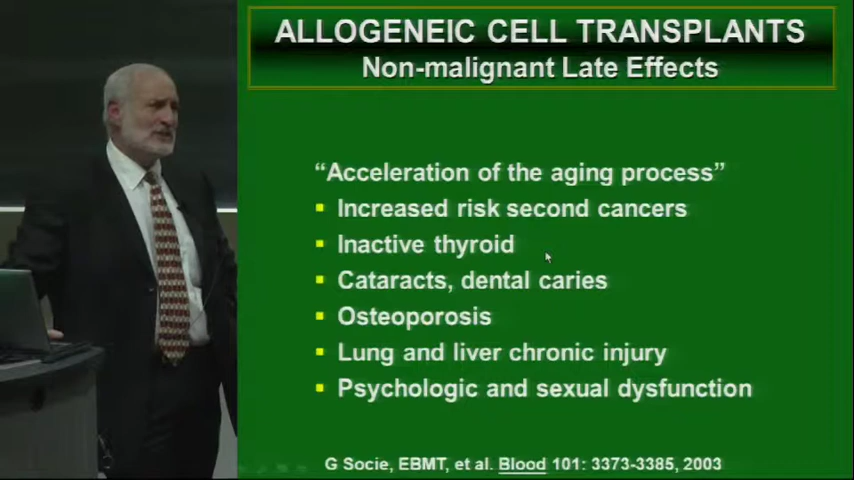 ALLOGENEIC CELL TRANSPLANTS
Non-malignant Late Effects
“Acceleration of the aging process”
Increased risk second cancers
Inactive thyroid
Cataracts, dental caries
Osteoporosis
Lung and liver chronic injury
Psychologic and sexual dysfunction
G Socie, EBMT, et al. Blood 101: 3373-3385, 2003